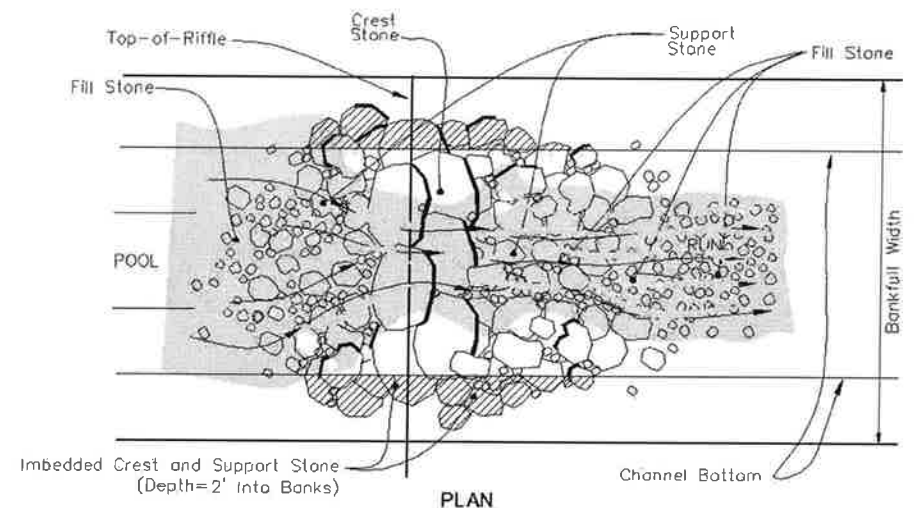 Crest
Stone
Top-of-Riffle
Support
Stone
Fill Stone
Fill Stone
POOL
RUN
Bankfull Width
Imbedded Crest and Support Stone
(Depth=2' Into Banks)
Channel Bottom
PLAN